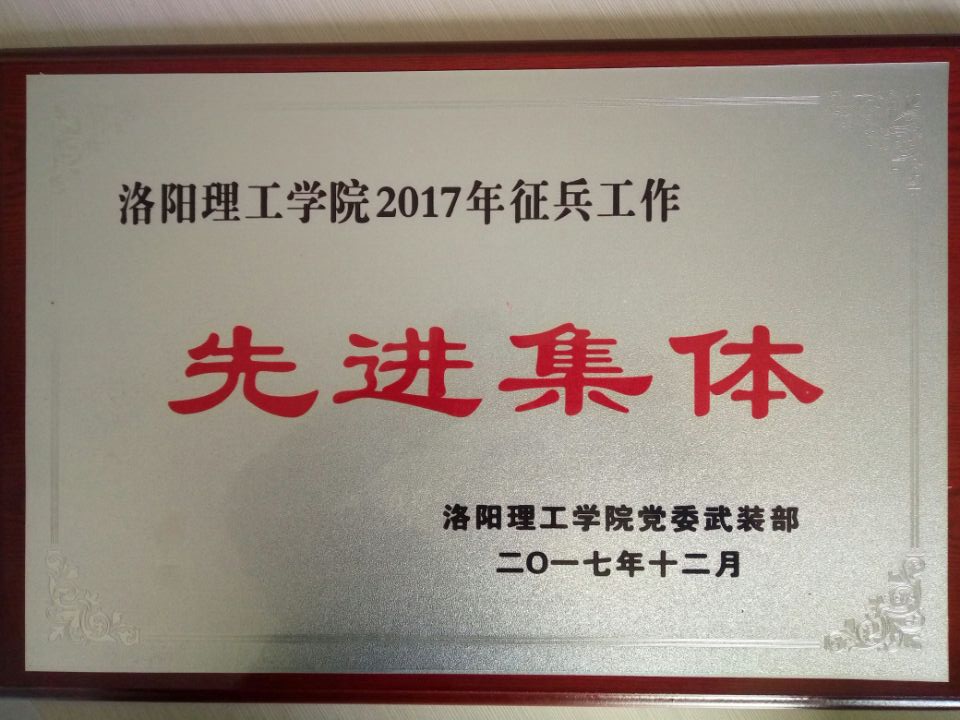 洛阳理工学院2017年征兵工作
先进集体
洛阳理工学院党委武装部
二〇一七年十二月